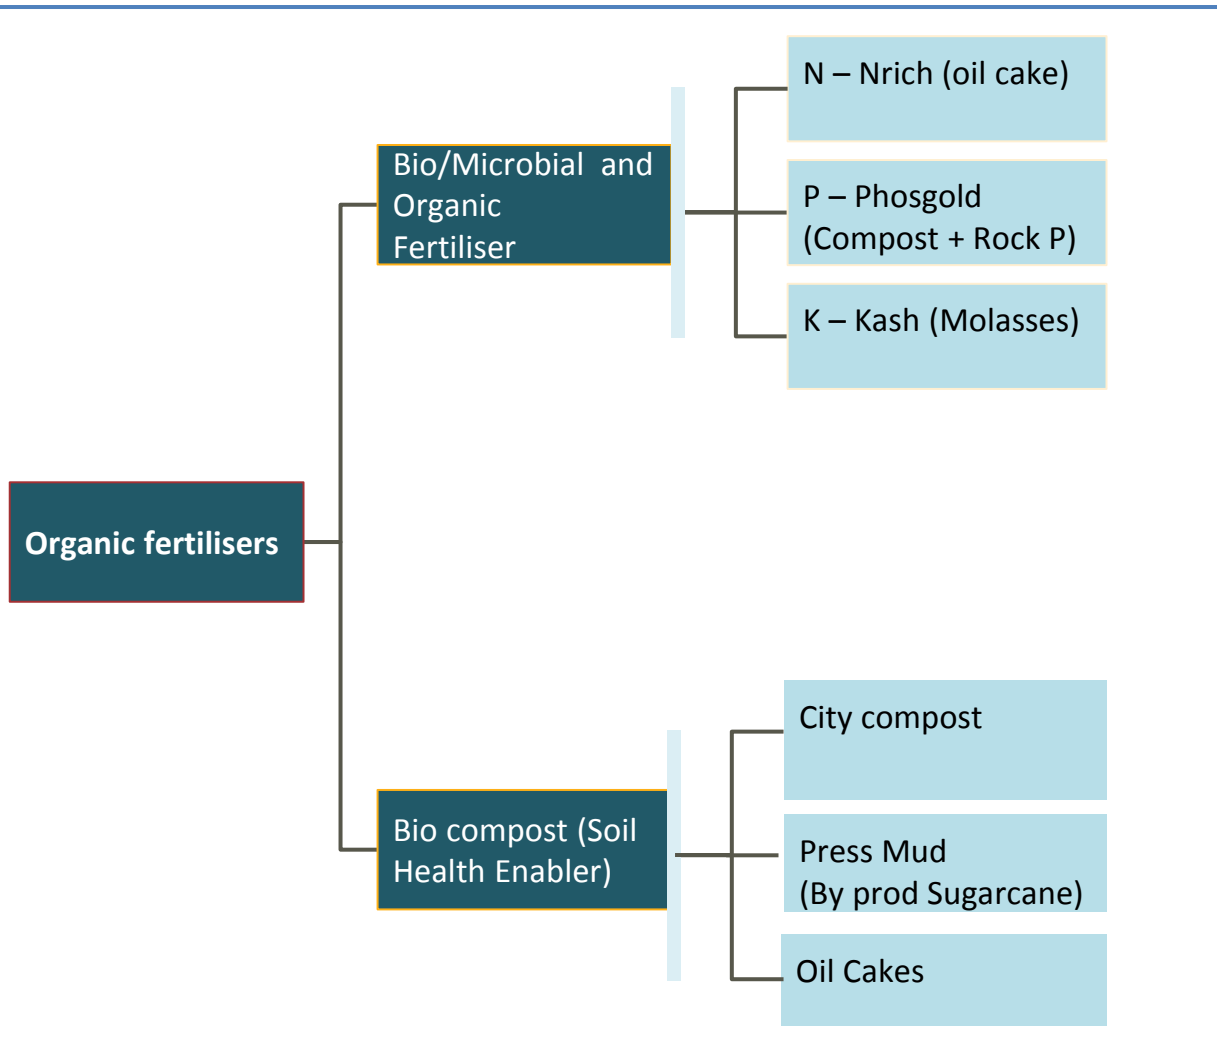 N – Nrich (oil cake)
Bio/Microbial and
Organic
Fertiliser
P – Phosgold
(Compost + Rock P)
K – Kash (Molasses)
Organic fertilisers
City compost
Bio compost (Soil
Health Enabler)
Press Mud
(By prod Sugarcane)
Oil Cakes